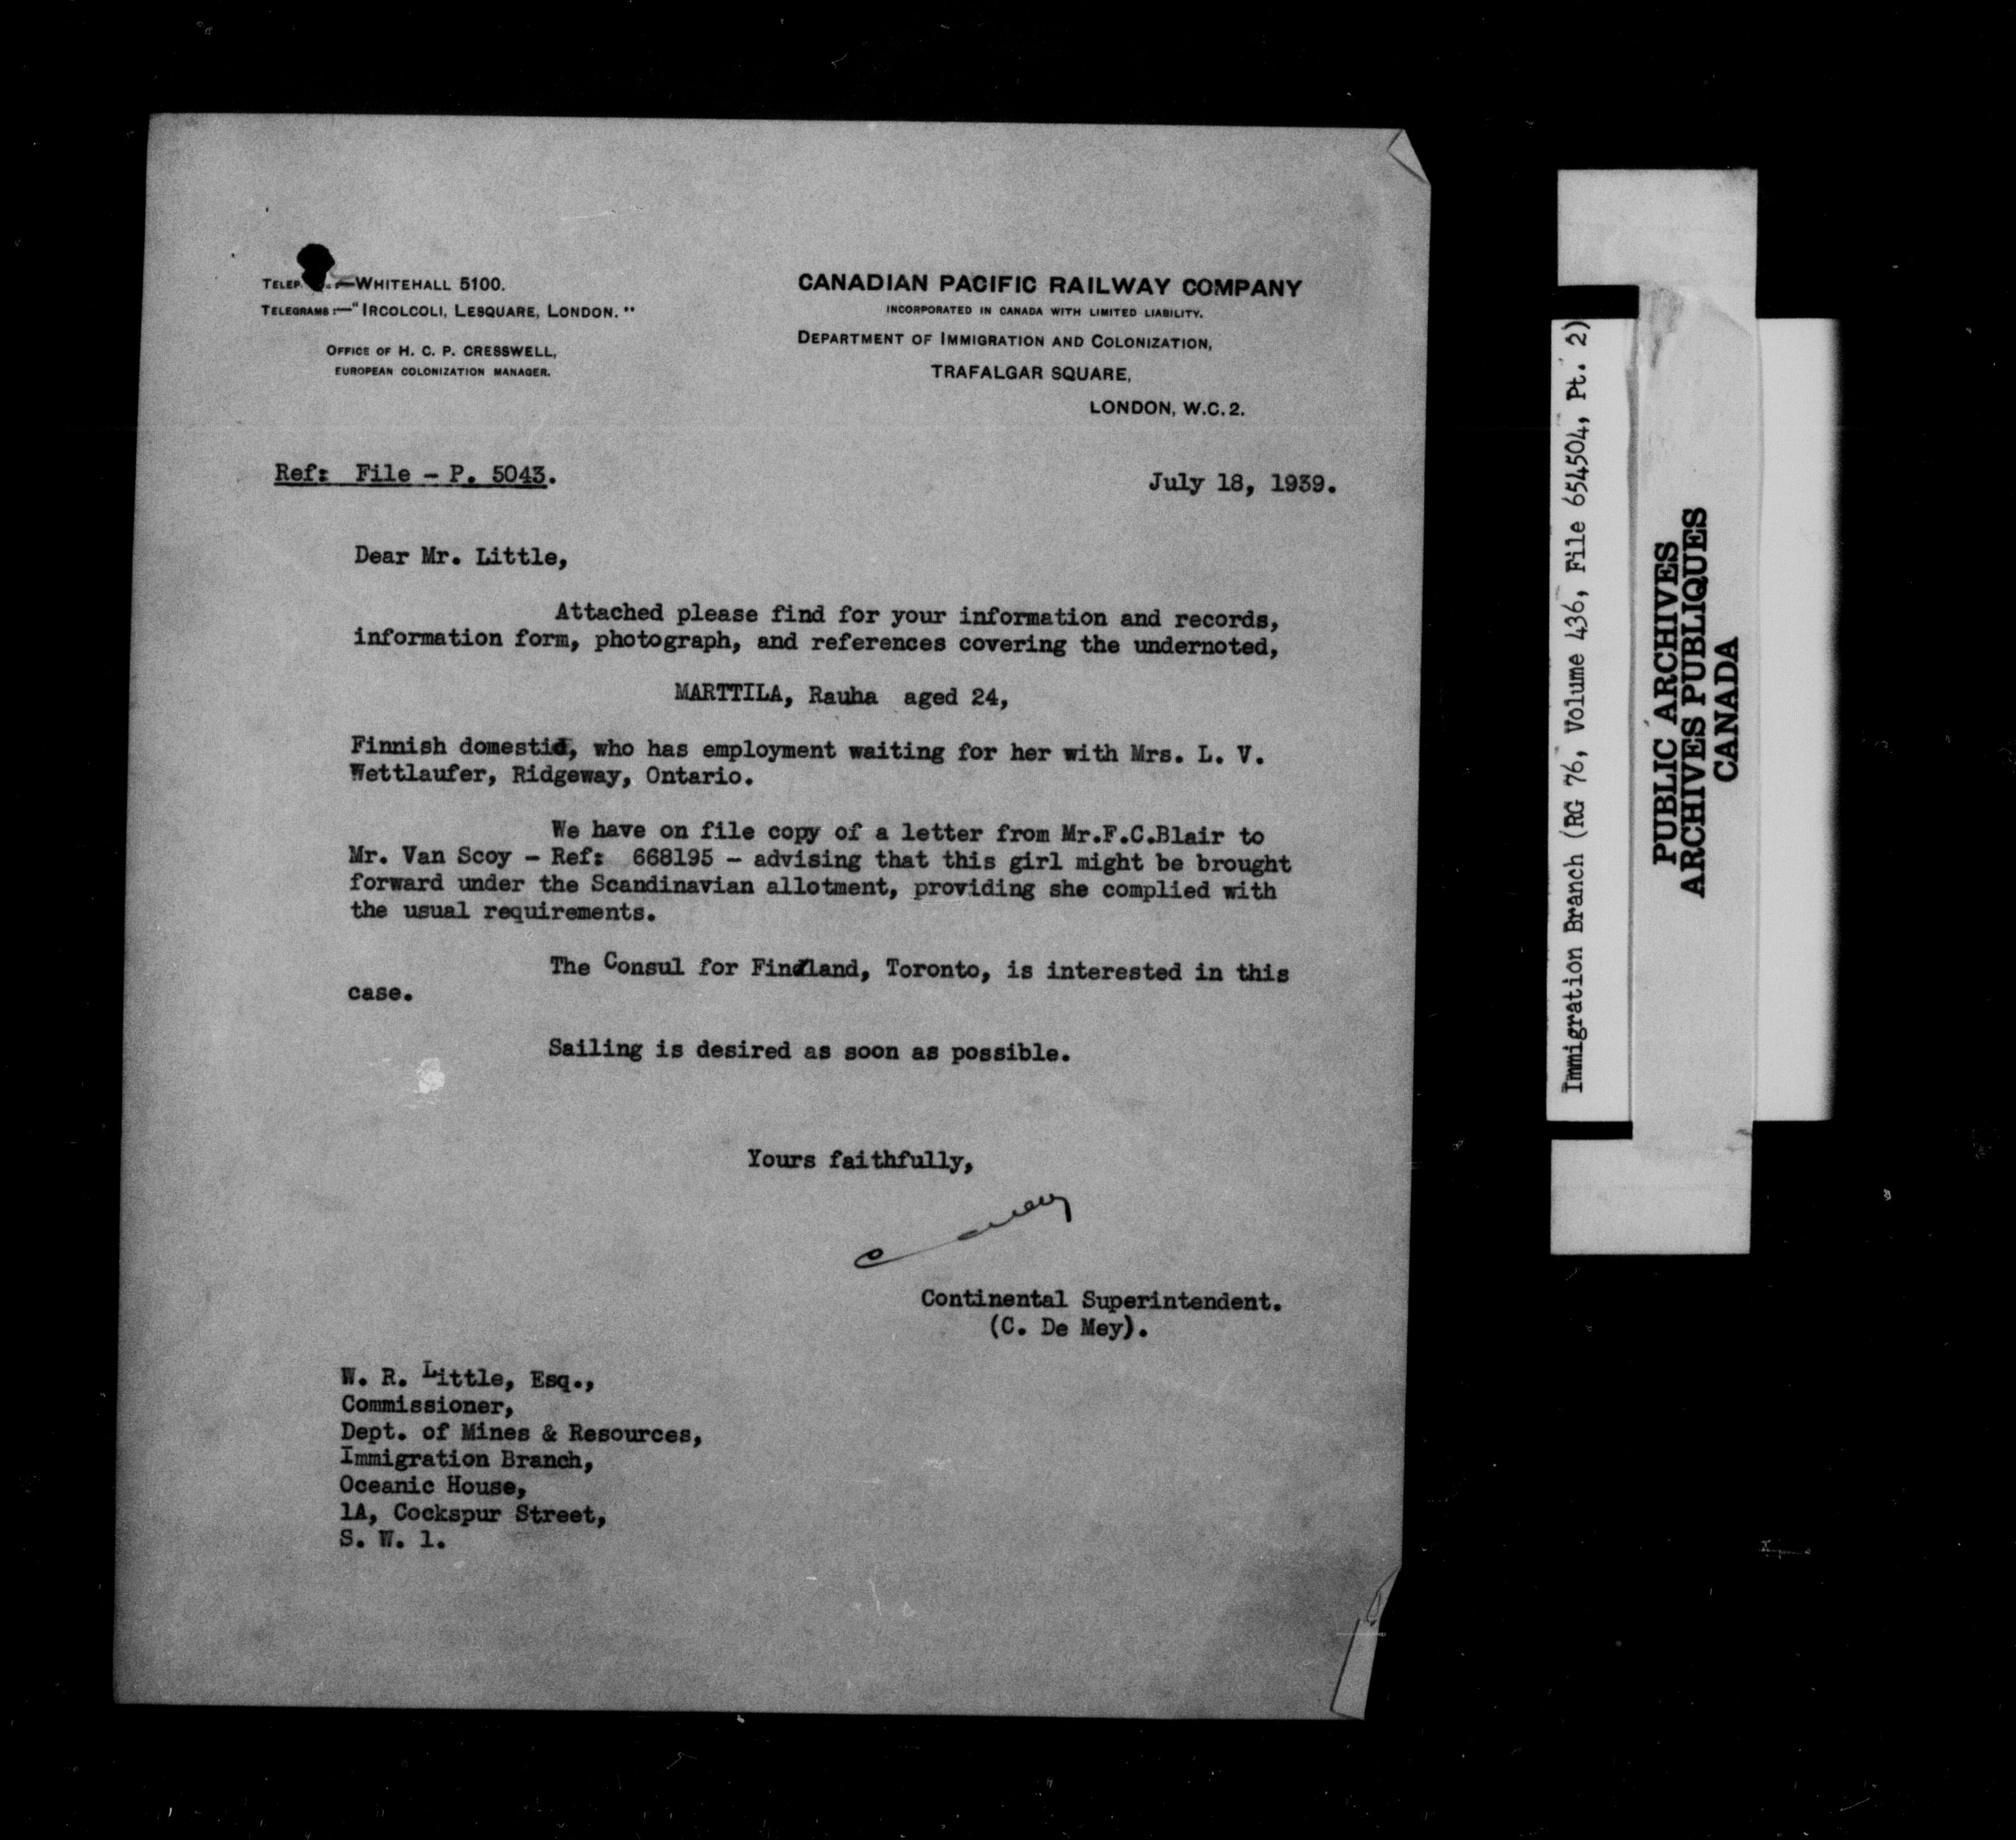 TELEP
—WHITEHALL 5100.
TELEGRAMS:—"IRCOLCOLI, LESQUARE, LONDON."
OFFICE OF H. C. P. CRESSWELL,
EUROPEAN COLONIZATION MANAGER.
CANADIAN PACIFIC RAILWAY COMPANY
INCORPORATED IN CANADA WITH LIMITED LIABILITY.
DEPARTMENT OF IMMIGRATION AND COLONIZATION,
TRAFALGAR SQUARE,
LONDON, W.C.2.
Ref: File - P. 5043.
July 18, 1939.
Dear Mr. Little,
Attached please find for your information and records,
information form, photograph, and references covering the undernoted,
MARTTILA, Rauha aged 24,
Finnish domestic, who has employment waiting for her with Mrs. L. V.
Wettlaufer, Ridgeway, Ontario.
We have on file copy of a letter from Mr.F.C.Blair to
Mr. Van Scoy - Ref: 668195 - advising that this girl might be brought
forward under the Scandinavian allotment, providing she complied with
the usual requirements.
The Consul for Finland, Toronto, is interested in this
case.
Sailing is desired as soon as possible.
Yours faithfully,
Continental Superintendent.
(C. De Mey).
W. R. Little, Esq.,
Commissioner,
Dept. of Mines & Resources,
Immigration Branch,
Oceanic House,
1A, Cockspur Street,
S. W. 1.
Immigration Branch (RG 76, Volume 436, File 654504, Pt. 2)
PUBLIC ARCHIVES
ARCHIVES PUBLIQUES
CANADA